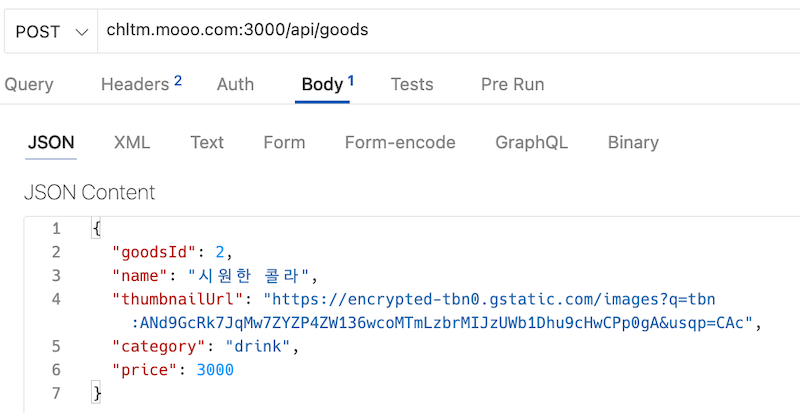 POST chltm.mooo.com:3000/api/goods
Query Headers 2 Auth Body 1 Tests Pre Run
JSON XML Text Form Form-encode GraphQL Binary
JSON Content
1 {
2 "goodsId": 2,
3 "name": "시원한 콜라",
4 "thumbnailUrl": "https://encrypted-tbn0.gstatic.com/images?q=tbn
:ANd9GcRk7JqMw7ZYZP4ZW136wcoMTmLzbrMIJzUWb1Dhu9cHwCPp0gA&usqp=CAc",
5 "category": "drink",
6 "price": 3000
7 }